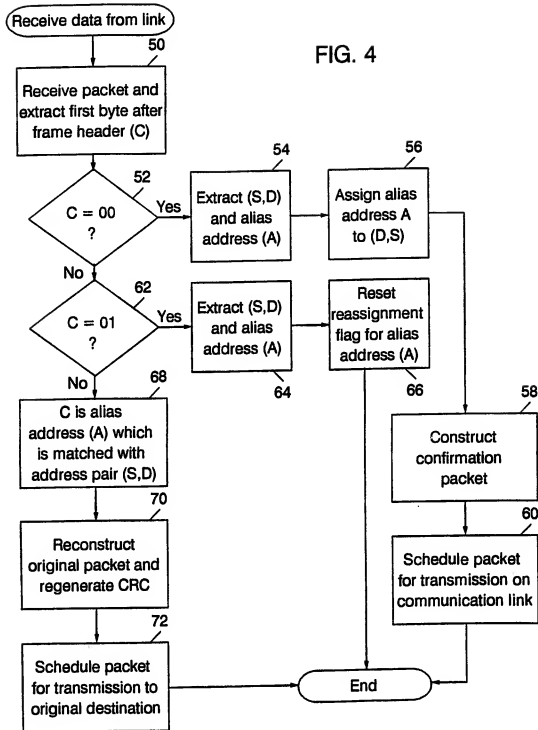 Receive data from link
FIG. 4
50
Receive packet and
extract first byte after
frame header (C)
52
C = 00
?
Yes
No
54
Extract (S,D)
and alias
address (A)
56
Assign alias
address A
to (D,S)
62
C = 01
?
Yes
No
Extract (S,D)
and alias
address (A)
64
Reset
reassignment
flag for alias
address (A)
66
68
C is alias
address (A) which
is matched with
address pair (S,D)
58
Construct
confirmation
packet
70
Reconstruct
original packet and
regenerate CRC
60
Schedule packet
for transmission on
communication link
72
Schedule packet
for transmission to
original destination
End